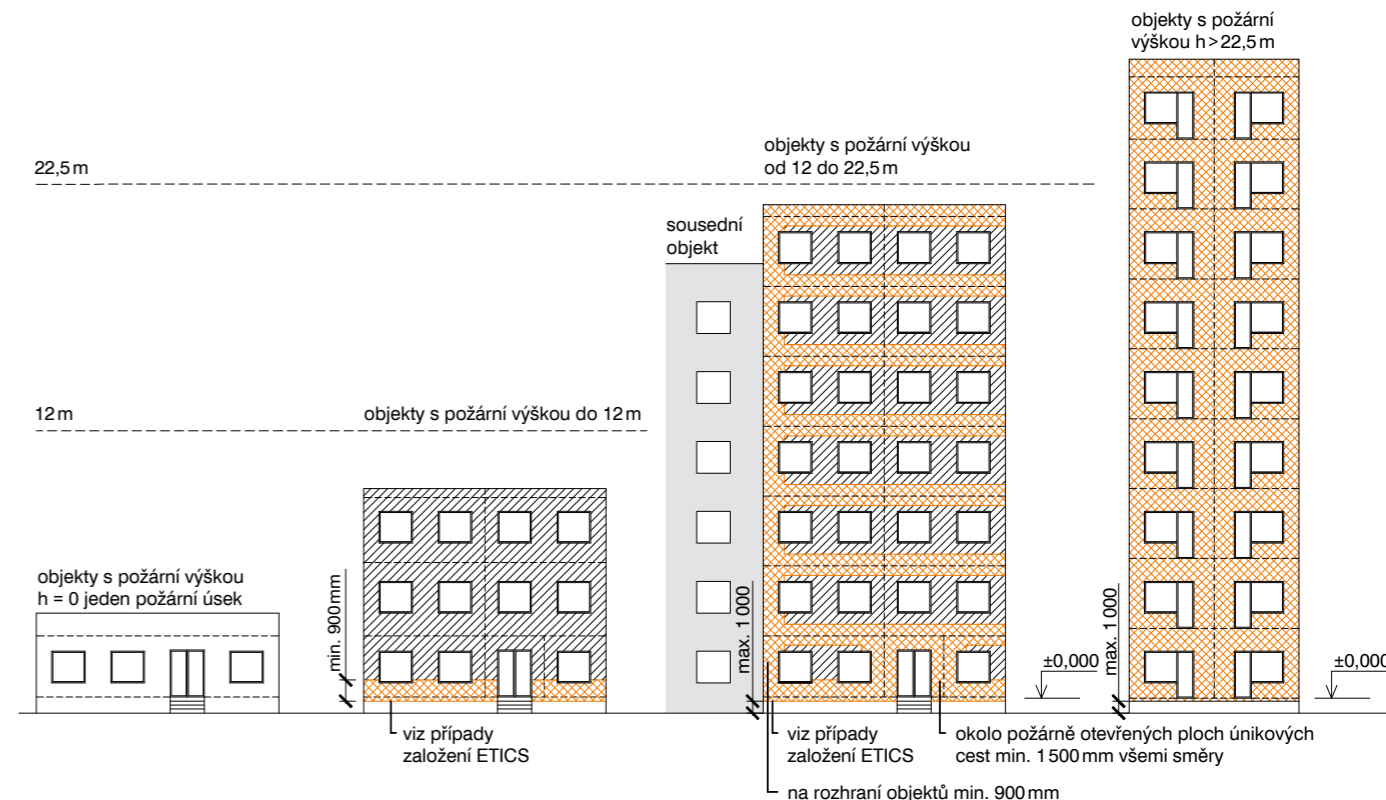 objekty s požární
výškou h > 22,5 m
objekty s požární výškou
od 12 do 22,5 m
22,5 m
sousední
objekt
12 m
objekty s požární výškou do 12 m
objekty s požární výškou
h = 0 jeden požární úsek
min. 900 mm
max. 1 000
±0,000
max. 1 000
±0,000
viz případy
založení ETICS
viz případy
založení ETICS
okolo požárně otevřených ploch únikových
cest min. 1 500 mm všemi směry
na rozhraní objektů min. 900 mm